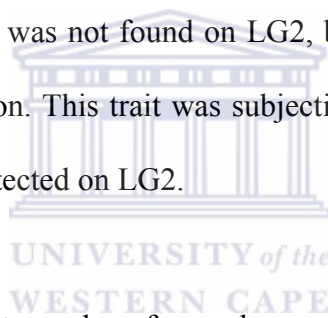 was not found on LG2, b
on. This trait was subjecti
tected on LG2.
UNIVERSITY of the
WESTERN CAPE